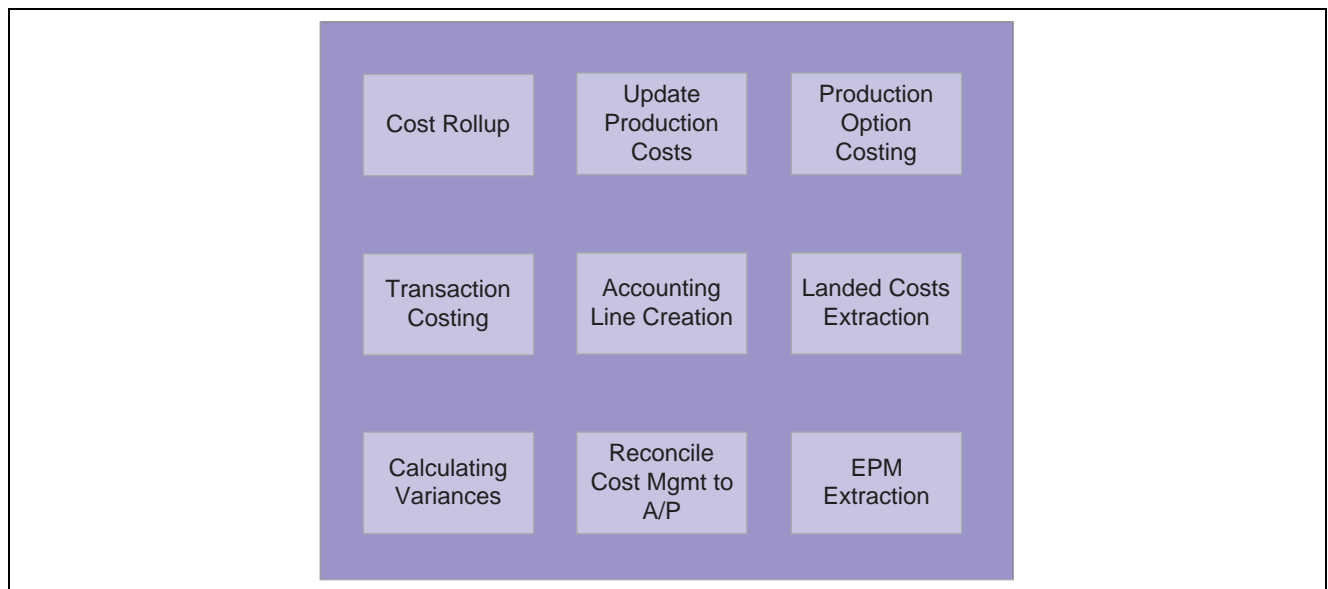 Cost Rollup
Update
Production
Costs
Production
Option
Costing
Transaction
Costing
Accounting
Line Creation
Landed Costs
Extraction
Calculating
Variances
Reconcile
Cost Mgmt to
A/P
EPM
Extraction